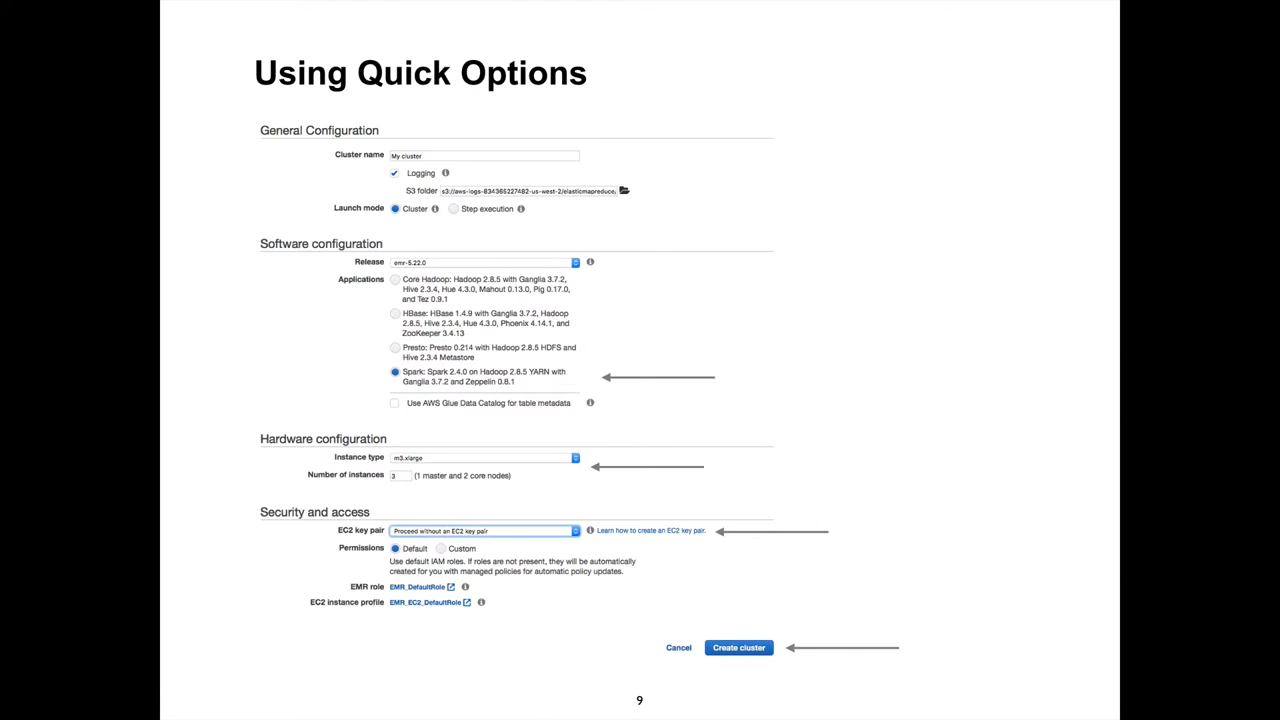 Using Quick Options
General Configuration
Cluster name My cluster
Logging
S3 folder s3://aws-logs-834365227482-us-west-2/elasticmapreduce/
Launch mode Cluster Step execution
Software configuration
Release emr-5.22.0
Applications Core Hadoop: Hadoop 2.8.5 with Ganglia 3.7.2,
Hive 2.3.4, Hue 4.3.0, Mahout 0.13.0, Pig 0.17.0,
and Tez 0.9.1
HBase: HBase 1.4.9 with Ganglia 3.7.2, Hadoop
2.8.5, Hive 2.3.4, Hue 4.3.0, Phoenix 4.14.1, and
ZooKeeper 3.4.13
Presto: Presto 0.214 with Hadoop 2.8.5 HDFS and
Hive 2.3.4 Metastore
Spark: Spark 2.4.0 on Hadoop 2.8.5 YARN with
Ganglia 3.7.2 and Zeppelin 0.8.1
Use AWS Glue Data Catalog for table metadata
Hardware configuration
Instance type m3.xlarge
Number of instances 3 (1 master and 2 core nodes)
Security and access
EC2 key pair Proceed without an EC2 key pair Learn how to create an EC2 key pair.
Permissions Default Custom
Use default IAM roles. If roles are not present, they will be automatically
created for you with managed policies for automatic policy updates.
EMR role EMR_DefaultRole
EC2 instance profile EMR_EC2_DefaultRole
Cancel Create cluster
9